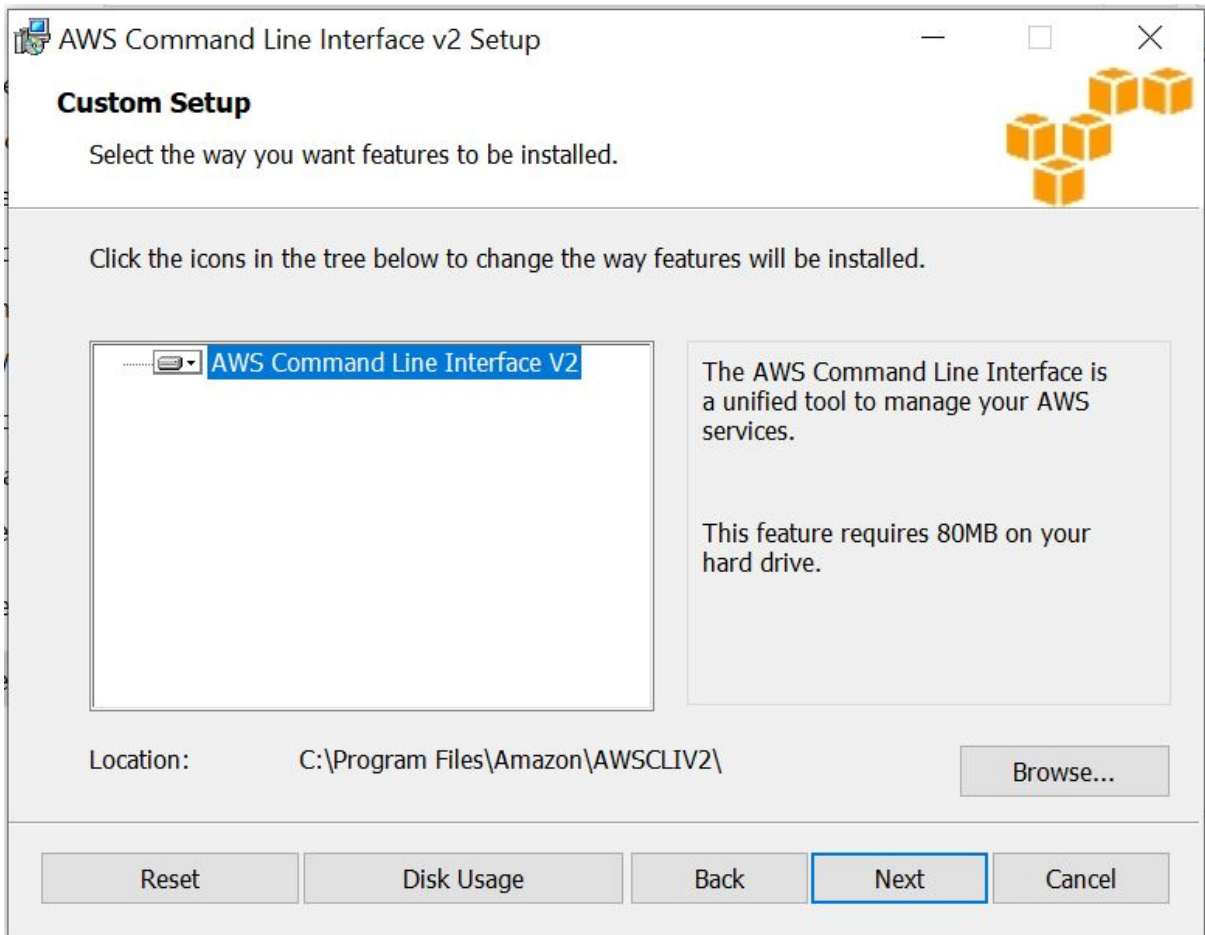 AWS Command Line Interface v2 Setup
Custom Setup
Select the way you want features to be installed.
Click the icons in the tree below to change the way features will be installed.
AWS Command Line Interface V2
The AWS Command Line Interface is
a unified tool to manage your AWS
services.
This feature requires 80MB on your
hard drive.
Location: C:\Program Files\Amazon\AWSCLIV2\
Browse...
Reset Disk Usage Back Next Cancel